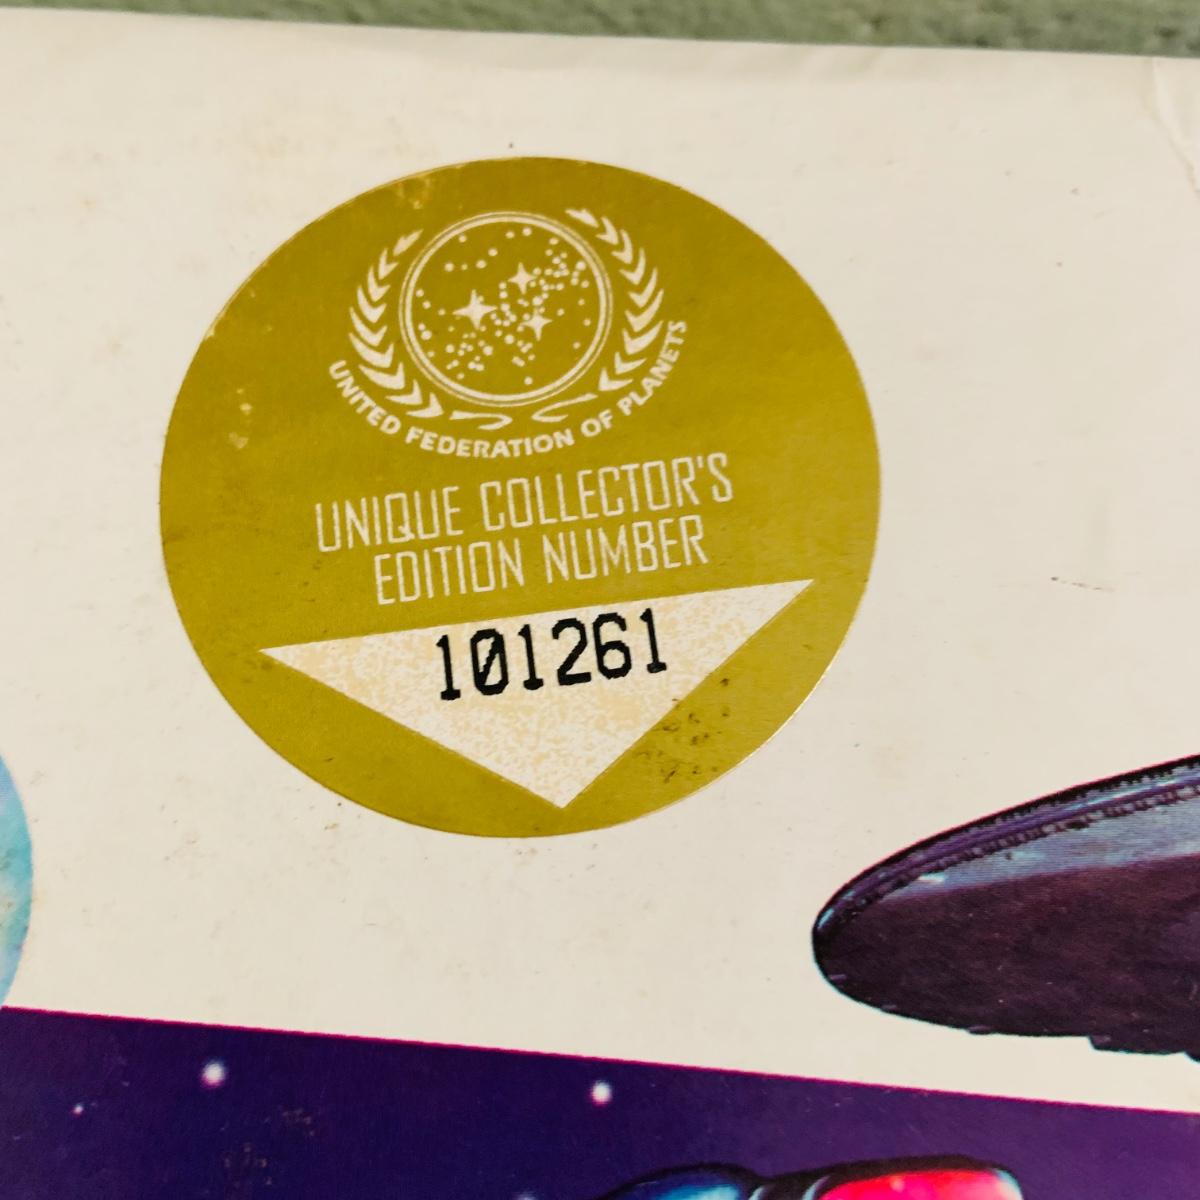 UNITED FEDERATION OF PLANETS
UNIQUE COLLECTOR'S
EDITION NUMBER
101261